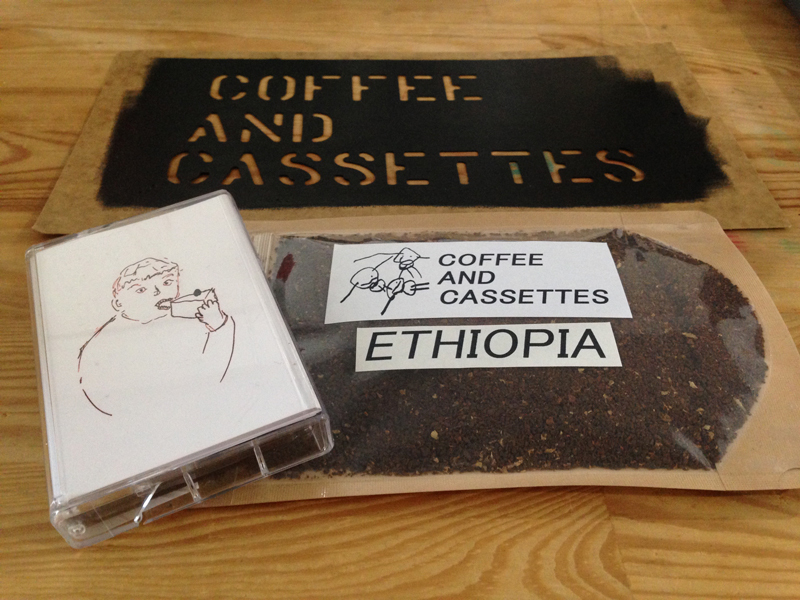 COFFEE
AND
CASSETTES
COFFEE
AND
CASSETTES
ETHIOPIA